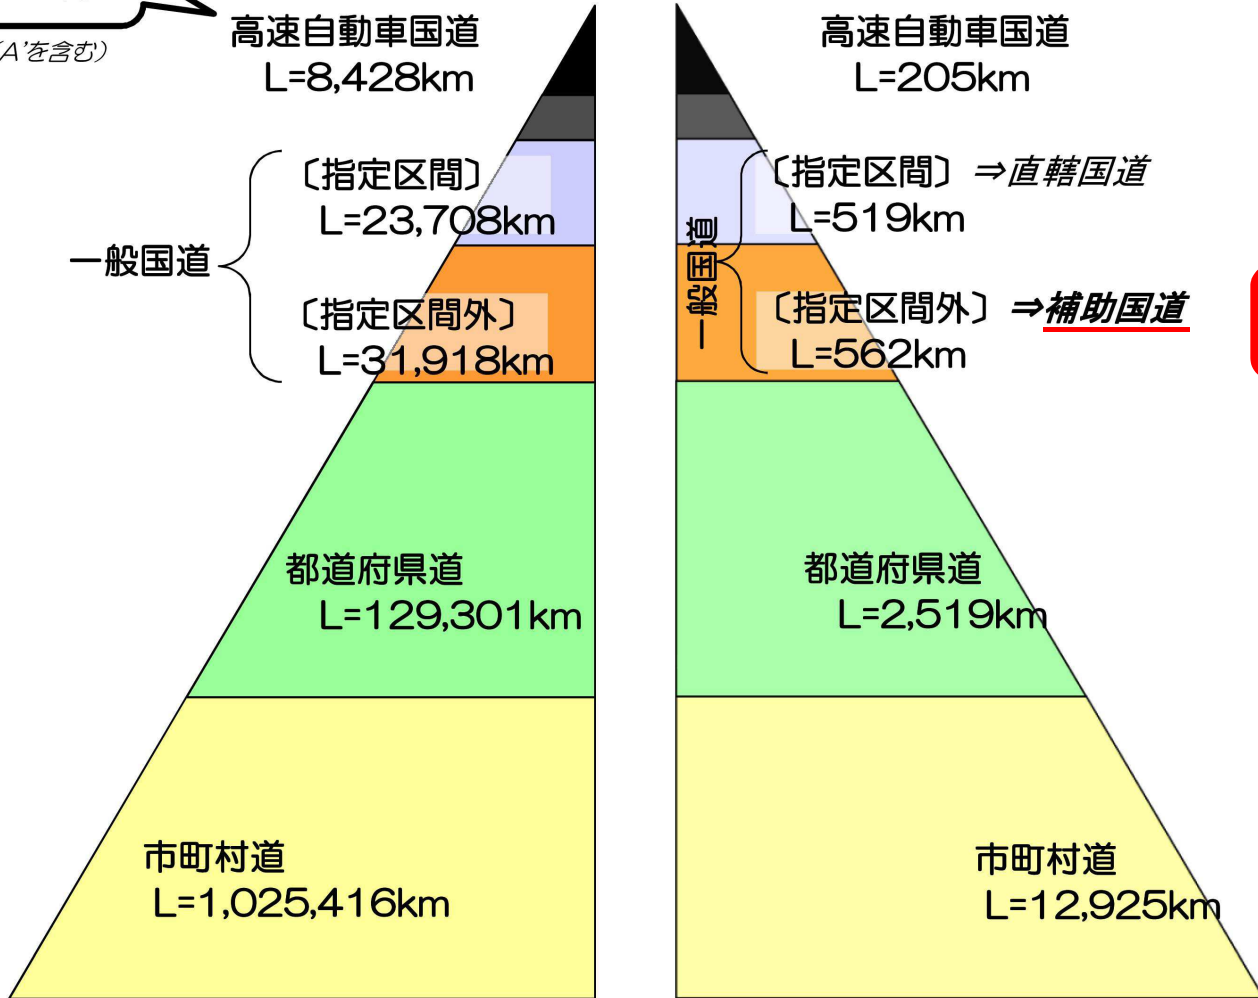 (A'を含む)
高速自動車国道
L=8,428km
〔指定区間〕
L=23,708km
一般国道
〔指定区間外〕
L=31,918km
都道府県道
L=129,301km
市町村道
L=1,025,416km
高速自動車国道
L=205km
〔指定区間〕⇒直轄国道
L=519km
一般国道
〔指定区間外〕⇒補助国道
L=562km
都道府県道
L=2,519km
市町村道
L=12,925km